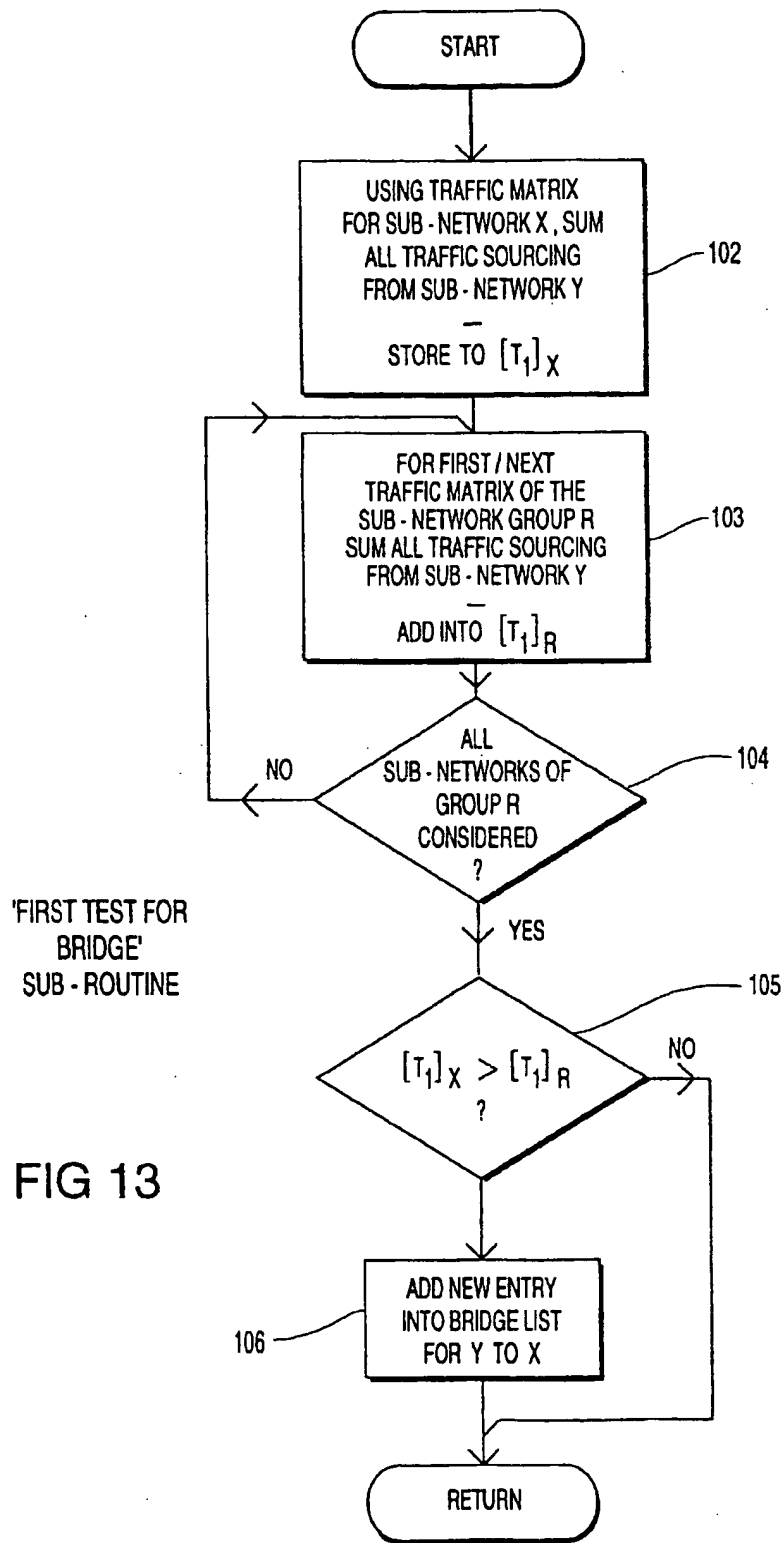 START
USING TRAFFIC MATRIX
FOR SUB - NETWORK X , SUM
ALL TRAFFIC SOURCING
FROM SUB - NETWORK Y
–
STORE TO [T1]X
102
FOR FIRST / NEXT
TRAFFIC MATRIX OF THE
SUB - NETWORK GROUP R
SUM ALL TRAFFIC SOURCING
FROM SUB - NETWORK Y
–
ADD INTO [T1]R
103
ALL
SUB - NETWORKS OF
GROUP R
CONSIDERED
?
104
NO
YES
'FIRST TEST FOR
BRIDGE'
SUB - ROUTINE
[T1]X > [T1]R
?
105
NO
FIG 13
ADD NEW ENTRY
INTO BRIDGE LIST
FOR Y TO X
106
RETURN